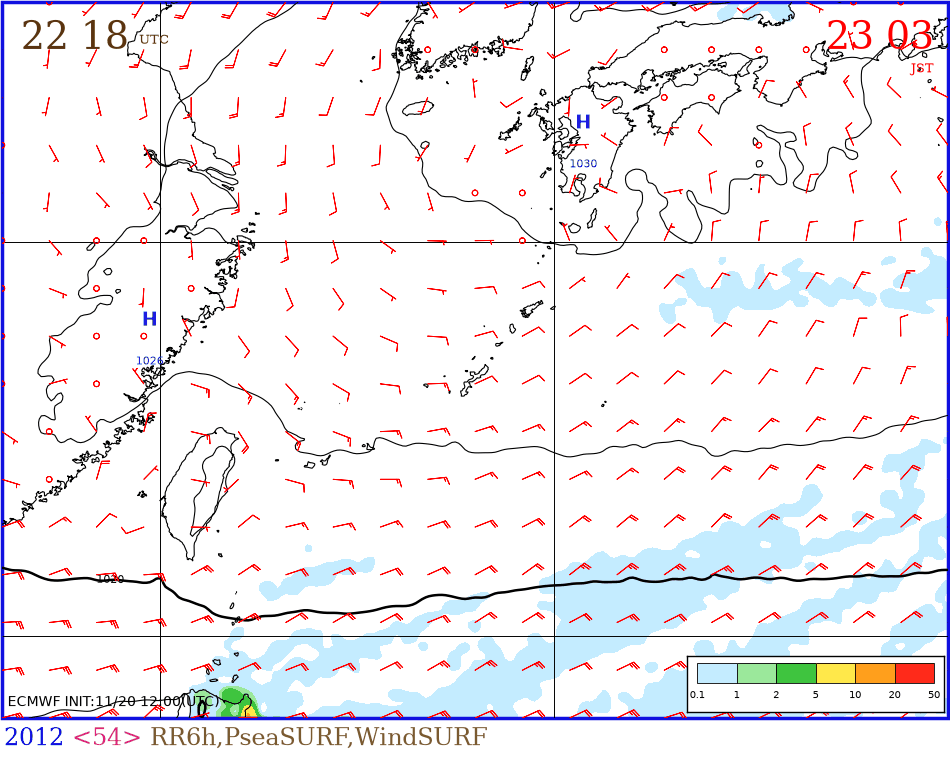 22 18 UTC 23 03
JST
H
1030
H
1026
1020
0.1 1 2 5 10 20 50
ECMWF INIT:11/20 12:00(UTC)
2012 <54> RR6h,PseaSURF,WindSURF